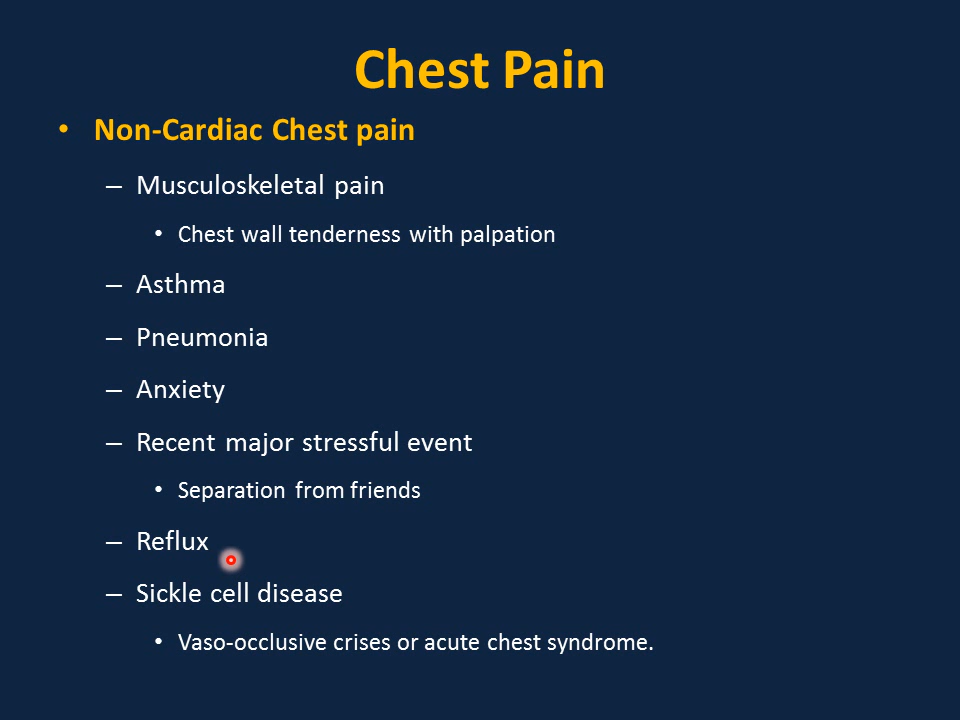 Chest Pain
• Non-Cardiac Chest pain
– Musculoskeletal pain
• Chest wall tenderness with palpation
– Asthma
– Pneumonia
– Anxiety
– Recent major stressful event
• Separation from friends
– Reflux
– Sickle cell disease
• Vaso-occlusive crises or acute chest syndrome.